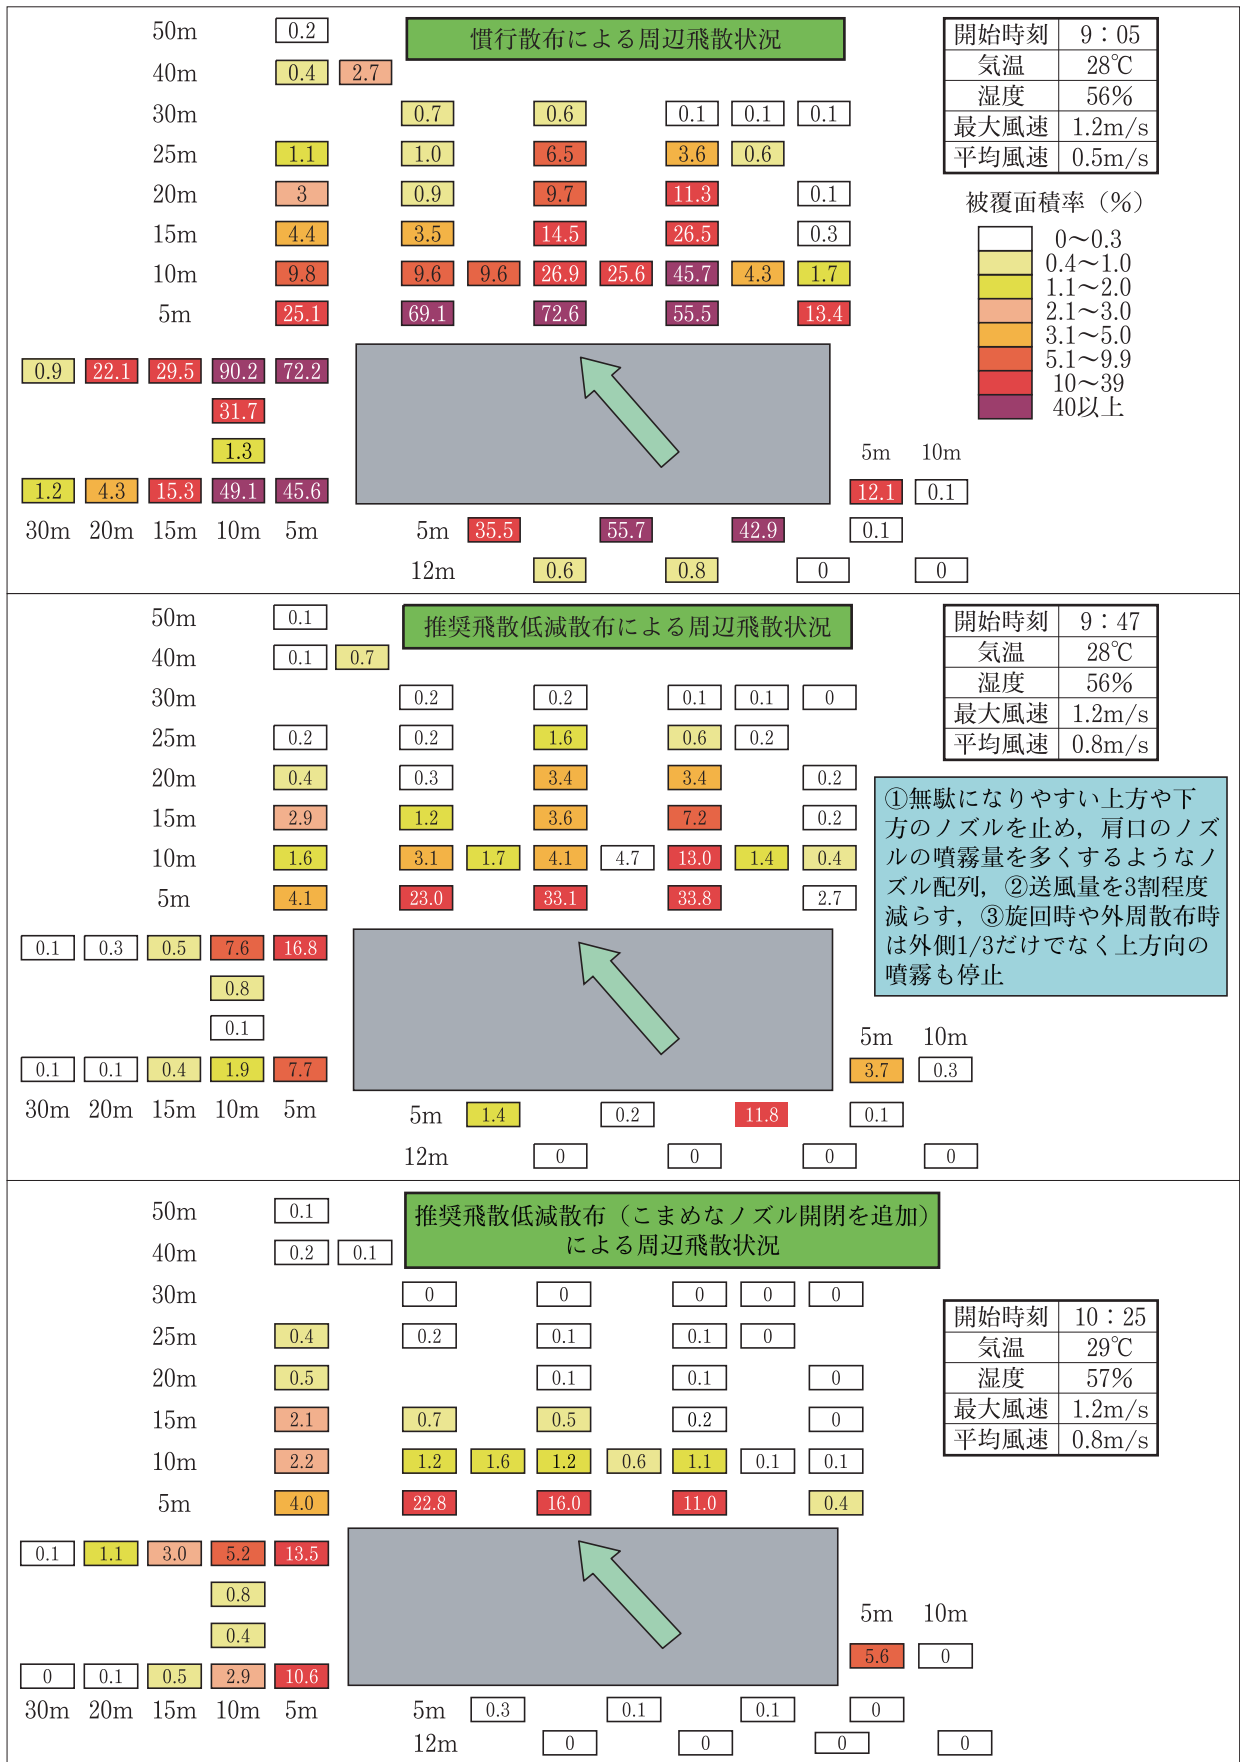 慣行散布による周辺飛散状況
開始時刻 9：05
気温 28℃
湿度 56%
最大風速 1.2m/s
平均風速 0.5m/s
被覆面積率（%）
0〜0.3
0.4〜1.0
1.1〜2.0
2.1〜3.0
3.1〜5.0
5.1〜9.9
10〜39
40以上
50m 0.2
40m 0.4 2.7
30m 0.7 0.6 0.1 0.1 0.1
25m 1.1 1.0 6.5 3.6 0.6
20m 3 0.9 9.7 11.3 0.1
15m 4.4 3.5 14.5 26.5 0.3
10m 9.8 9.6 9.6 26.9 25.6 45.7 4.3 1.7
5m 25.1 69.1 72.6 55.5 13.4
0.9 22.1 29.5 90.2 72.2
31.7
1.3
5m 10m
1.2 4.3 15.3 49.1 45.6 12.1 0.1
30m 20m 15m 10m 5m 5m 35.5 55.7 42.9 0.1
12m 0.6 0.8 0 0
推奨飛散低減散布による周辺飛散状況
開始時刻 9：47
気温 28℃
湿度 56%
最大風速 1.2m/s
平均風速 0.8m/s
①無駄になりやすい上方や下
方のノズルを止め，肩口のノズ
ルの噴霧量を多くするようなノ
ズル配列，②送風量を3割程度
減らす，③旋回時や外周散布時
は外側1/3だけでなく上方向の
噴霧も停止
50m 0.1
40m 0.1 0.7
30m 0.2 0.2 0.1 0.1 0
25m 0.2 0.2 1.6 0.6 0.2
20m 0.4 0.3 3.4 3.4 0.2
15m 2.9 1.2 3.6 7.2 0.2
10m 1.6 3.1 1.7 4.1 4.7 13.0 1.4 0.4
5m 4.1 23.0 33.1 33.8 2.7
0.1 0.3 0.5 7.6 16.8
0.8
0.1
5m 10m
0.1 0.1 0.4 1.9 7.7 3.7 0.3
30m 20m 15m 10m 5m 5m 1.4 0.2 11.8 0.1
12m 0 0 0 0
推奨飛散低減散布（こまめなノズル開閉を追加）
による周辺飛散状況
開始時刻 10：25
気温 29℃
湿度 57%
最大風速 1.2m/s
平均風速 0.8m/s
50m 0.1
40m 0.2 0.1
30m 0 0 0 0 0
25m 0.4 0.2 0.1 0.1 0
20m 0.5 0.1 0.1 0
15m 2.1 0.7 0.5 0.2 0
10m 2.2 1.2 1.6 1.2 0.6 1.1 0.1 0.1
5m 4.0 22.8 16.0 11.0 0.4
0.1 1.1 3.0 5.2 13.5
0.8
0.4
5m 10m
0 0.1 0.5 2.9 10.6 5.6 0
30m 20m 15m 10m 5m 5m 0.3 0.1 0.1 0
12m 0 0 0 0